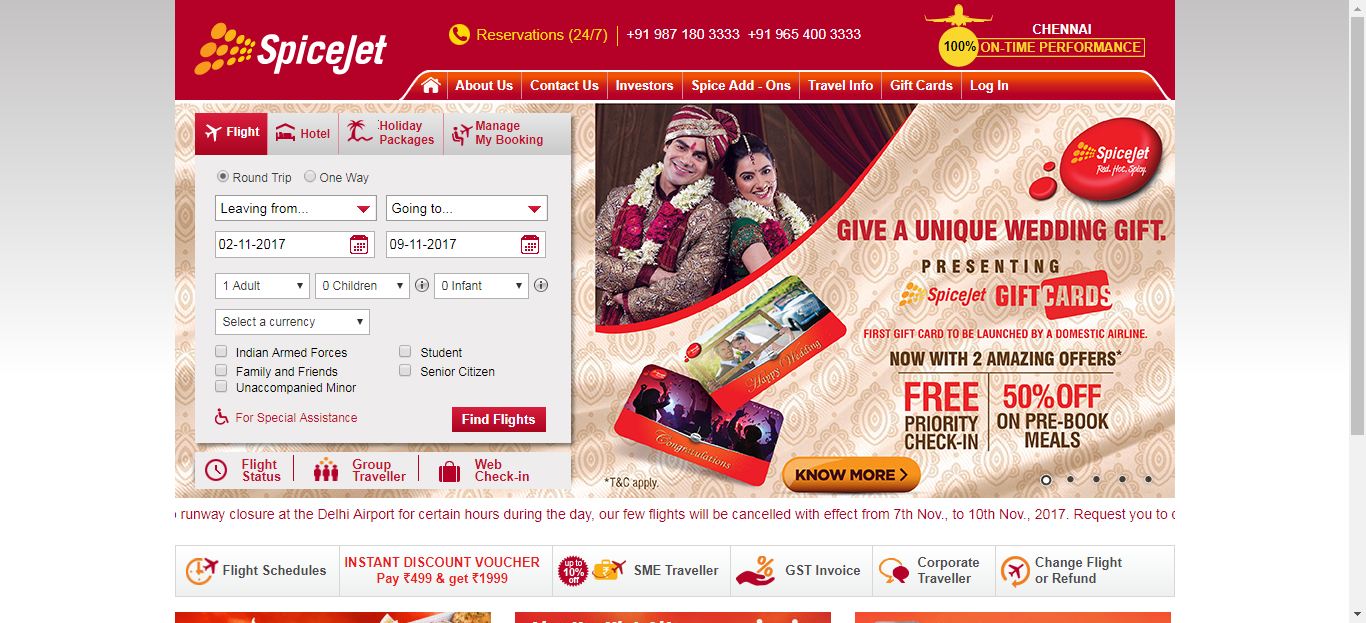 SpiceJet
Reservations (24/7) +91 987 180 3333 +91 965 400 3333
CHENNAI
100% ON-TIME PERFORMANCE
About Us Contact Us Investors Spice Add - Ons Travel Info Gift Cards Log In
Flight
Hotel
Holiday
Packages
Manage
My Booking
Round Trip One Way
Leaving from... Going to...
02-11-2017 09-11-2017
1 Adult 0 Children 0 Infant
Select a currency
Indian Armed Forces Student
Family and Friends Senior Citizen
Unaccompanied Minor
For Special Assistance Find Flights
Flight
Status
Group
Traveller
Web
Check-in
SpiceJet
Red. Hot. Spicy.
GIVE A UNIQUE WEDDING GIFT.
PRESENTING
SpiceJet GIFT CARDS
FIRST GIFT CARD TO BE LAUNCHED BY A DOMESTIC AIRLINE.
NOW WITH 2 AMAZING OFFERS*
FREE
PRIORITY
CHECK-IN
50% OFF
ON PRE-BOOK
MEALS
Happy Wedding
Congratulations
*T&C apply.
KNOW MORE >
runway closure at the Delhi Airport for certain hours during the day, our few flights will be cancelled with effect from 7th Nov., to 10th Nov., 2017. Request you to
Flight Schedules
INSTANT DISCOUNT VOUCHER
Pay ₹499 & get ₹1999
up to
10%
off
SME Traveller
GST Invoice
Corporate
Traveller
Change Flight
or Refund